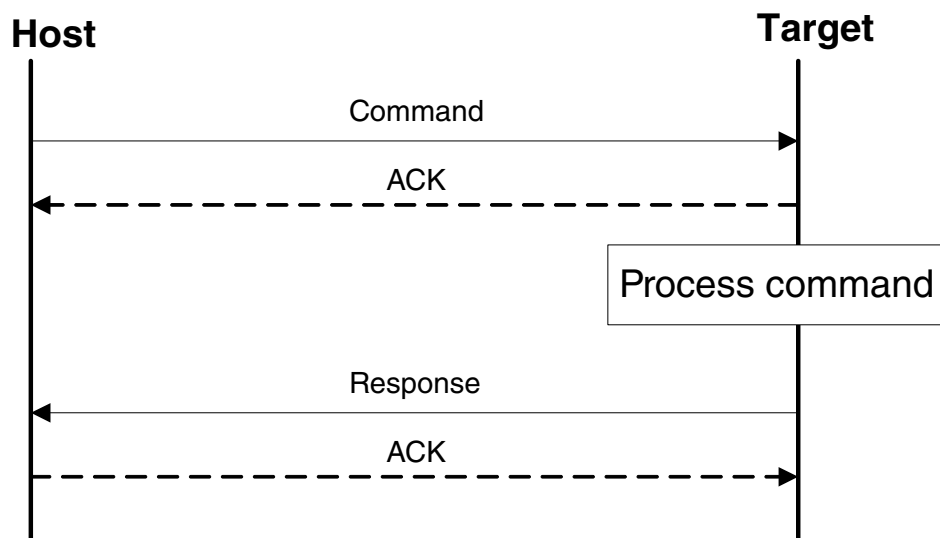 Host
Target
Command
ACK
Process command
Response
ACK